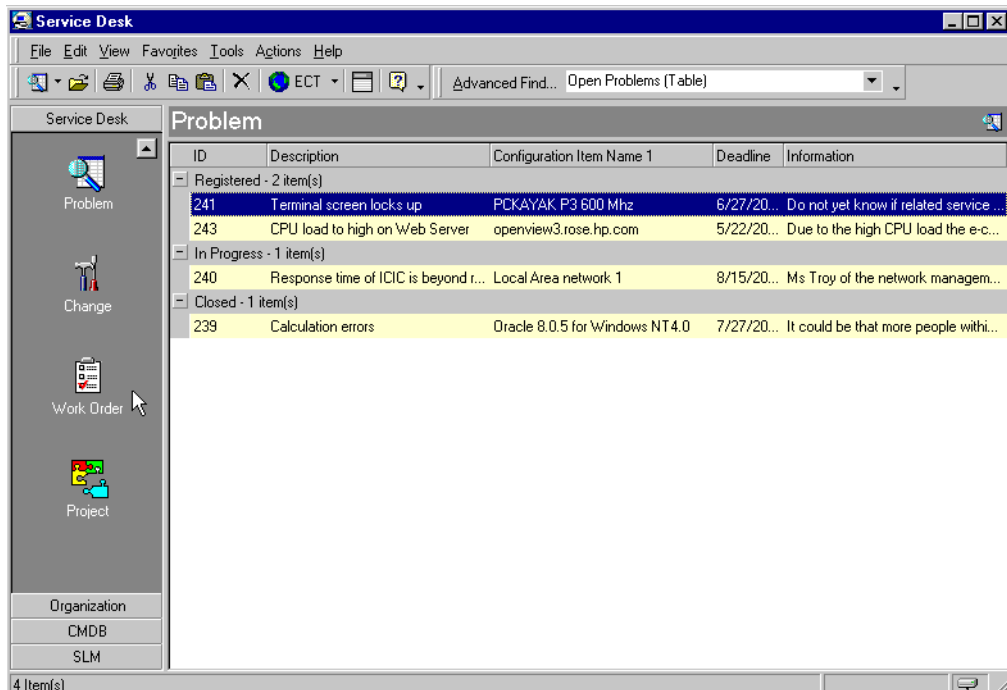 Service Desk
File Edit View Favorites Tools Actions Help
ECT Advanced Find... Open Problems (Table)
Service Desk
Problem
Change
Work Order
Project
Organization
CMDB
SLM
Problem
ID Description Configuration Item Name 1 Deadline Information
Registered - 2 item(s)
241 Terminal screen locks up PCKAYAK P3 600 Mhz 6/27/20... Do not yet know if related service ...
243 CPU load to high on Web Server openview3.rose.hp.com 5/22/20... Due to the high CPU load the e-c...
In Progress - 1 item(s)
240 Response time of ICIC is beyond r... Local Area network 1 8/15/20... Ms Troy of the network managem...
Closed - 1 item(s)
239 Calculation errors Oracle 8.0.5 for Windows NT4.0 7/27/20... It could be that more people withi...
4 Item(s)